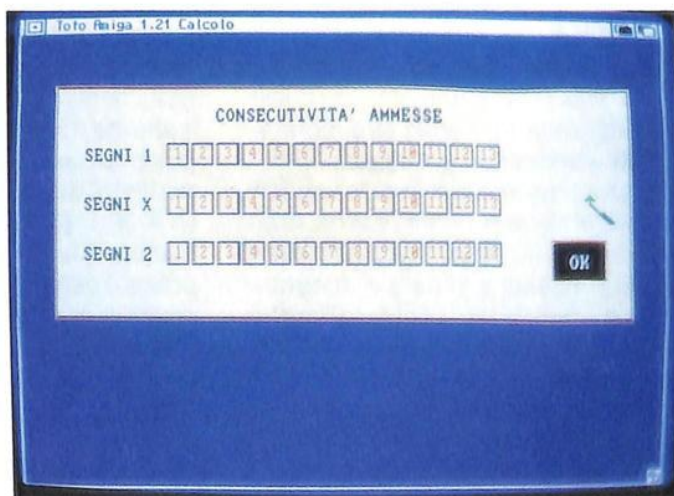 Toto Amiga 1.21 Calcolo
CONSECUTIVITA' AMMESSE
SEGNI 1 1 2 3 4 5 6 7 8 9 10 11 12 13
SEGNI X 1 2 3 4 5 6 7 8 9 10 11 12 13
SEGNI 2 1 2 3 4 5 6 7 8 9 10 11 12 13
OK